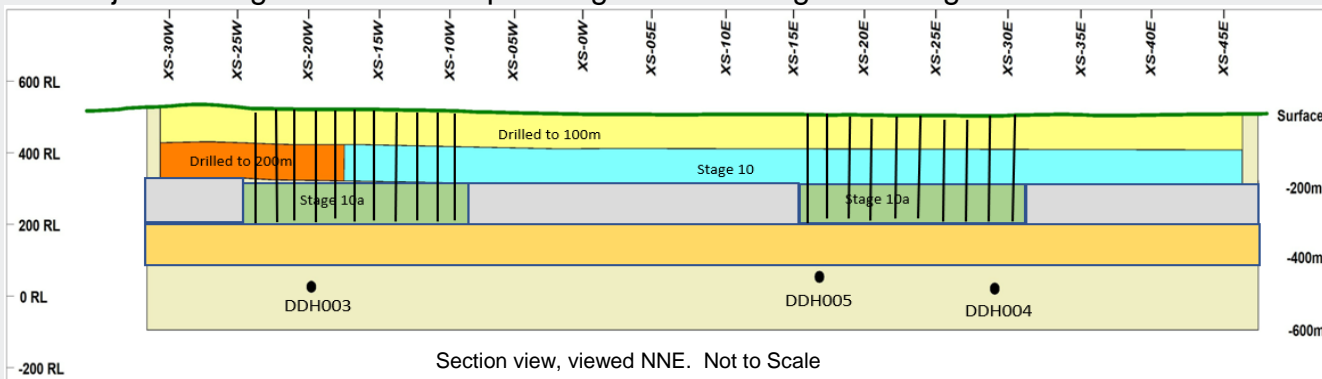 XS-30W XS-25W XS-20W XS-15W XS-10W XS-05W XS-0W XS-05E XS-10E XS-15E XS-20E XS-25E XS-30E XS-35E XS-40E XS-45E
600 RL
Surface
Drilled to 100m
400 RL
Drilled to 200m
Stage 10
-200m
Stage 10a
Stage 10a
200 RL
-400m
0 RL
DDH003
DDH005
DDH004
-600m
Section view, viewed NNE. Not to Scale
-200 RL